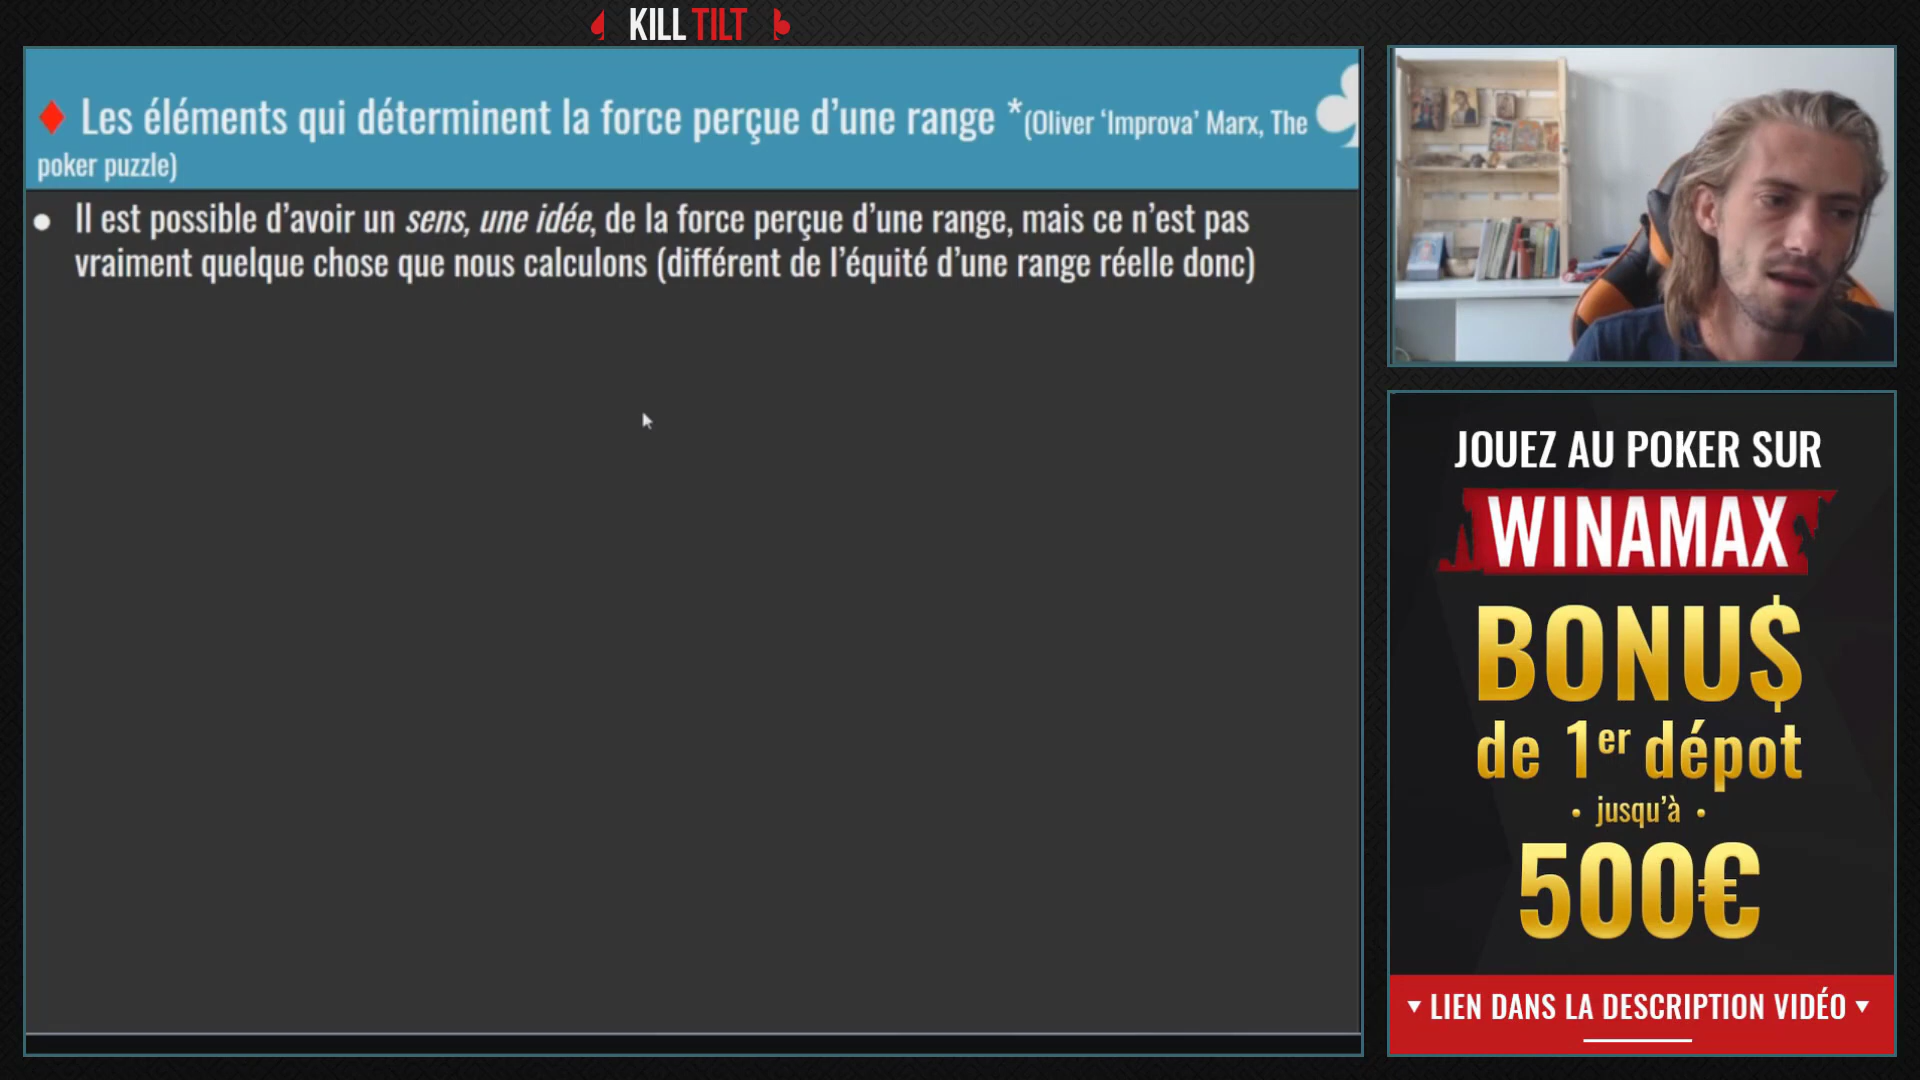 KILL TILT
Les éléments qui déterminent la force perçue d’une range *(Oliver ‘Improva’ Marx, The
poker puzzle)
Il est possible d’avoir un sens, une idée, de la force perçue d’une range, mais ce n’est pas
vraiment quelque chose que nous calculons (différent de l’équité d’une range réelle donc)
JOUEZ AU POKER SUR
WINAMAX
BONU$
de 1er dépot
• jusqu’à •
500€
LIEN DANS LA DESCRIPTION VIDÉO